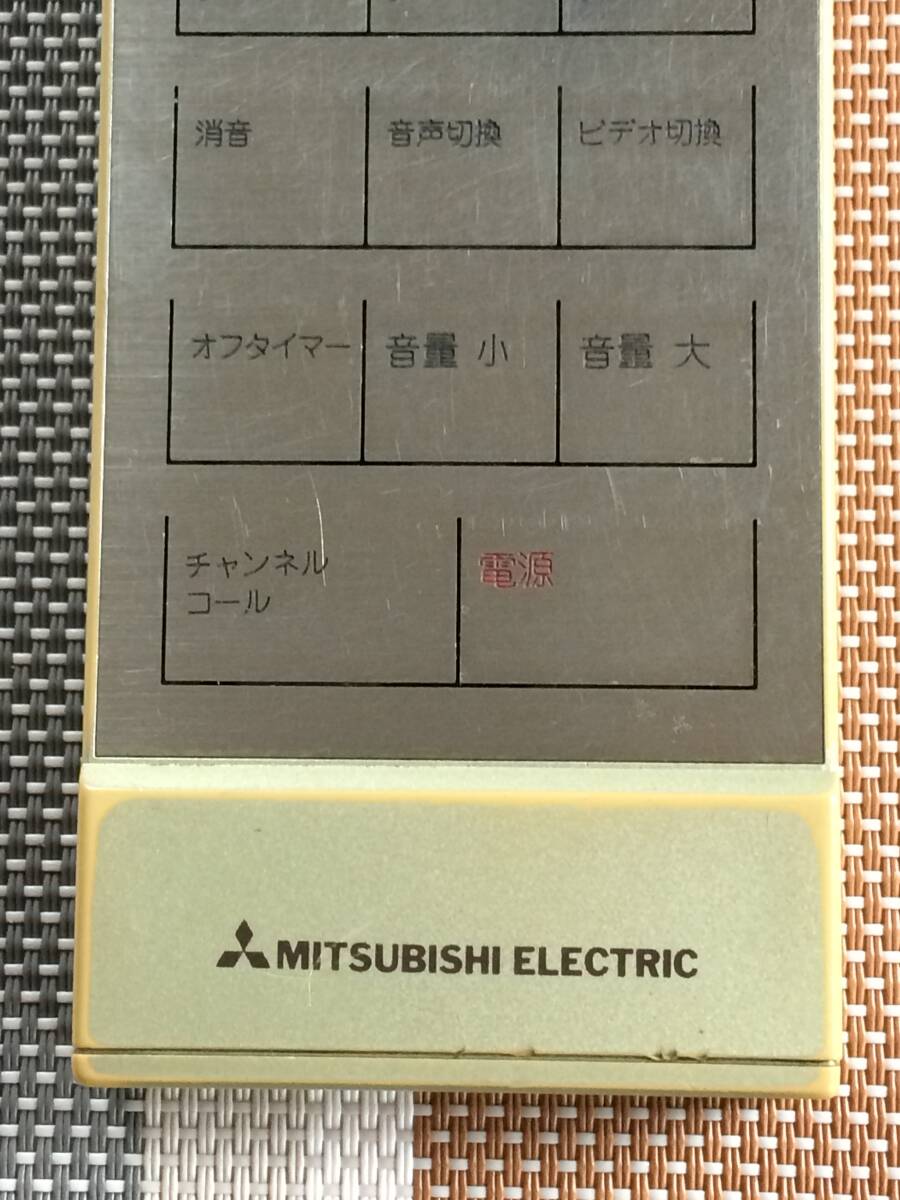 消音 音声切換 ビデオ切換
オフタイマー 音量 小 音量 大
チャンネル
コール
電源
MITSUBISHI ELECTRIC